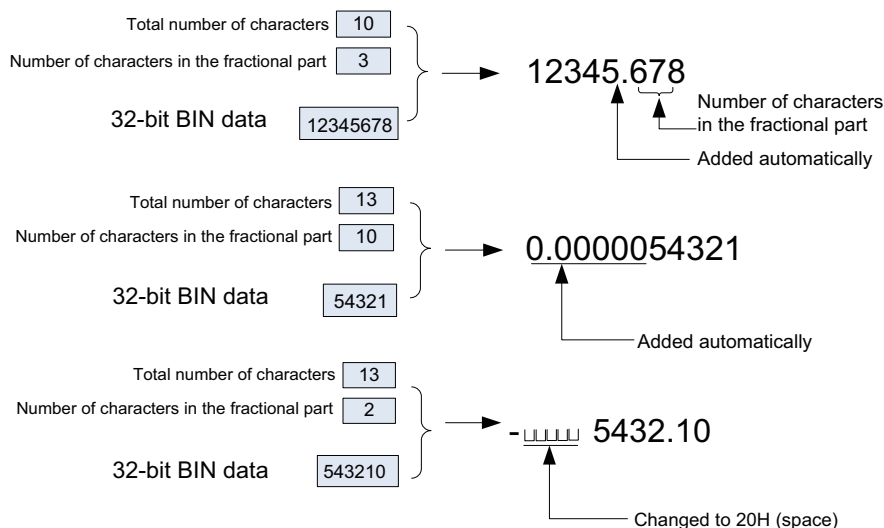 Total number of characters 10
Number of characters in the fractional part 3
32-bit BIN data 12345678
12345.678
Number of characters
in the fractional part
Added automatically
Total number of characters 13
Number of characters in the fractional part 10
32-bit BIN data 54321
0.0000054321
Added automatically
Total number of characters 13
Number of characters in the fractional part 2
32-bit BIN data 543210
-␣␣␣␣␣ 5432.10
Changed to 20H (space)